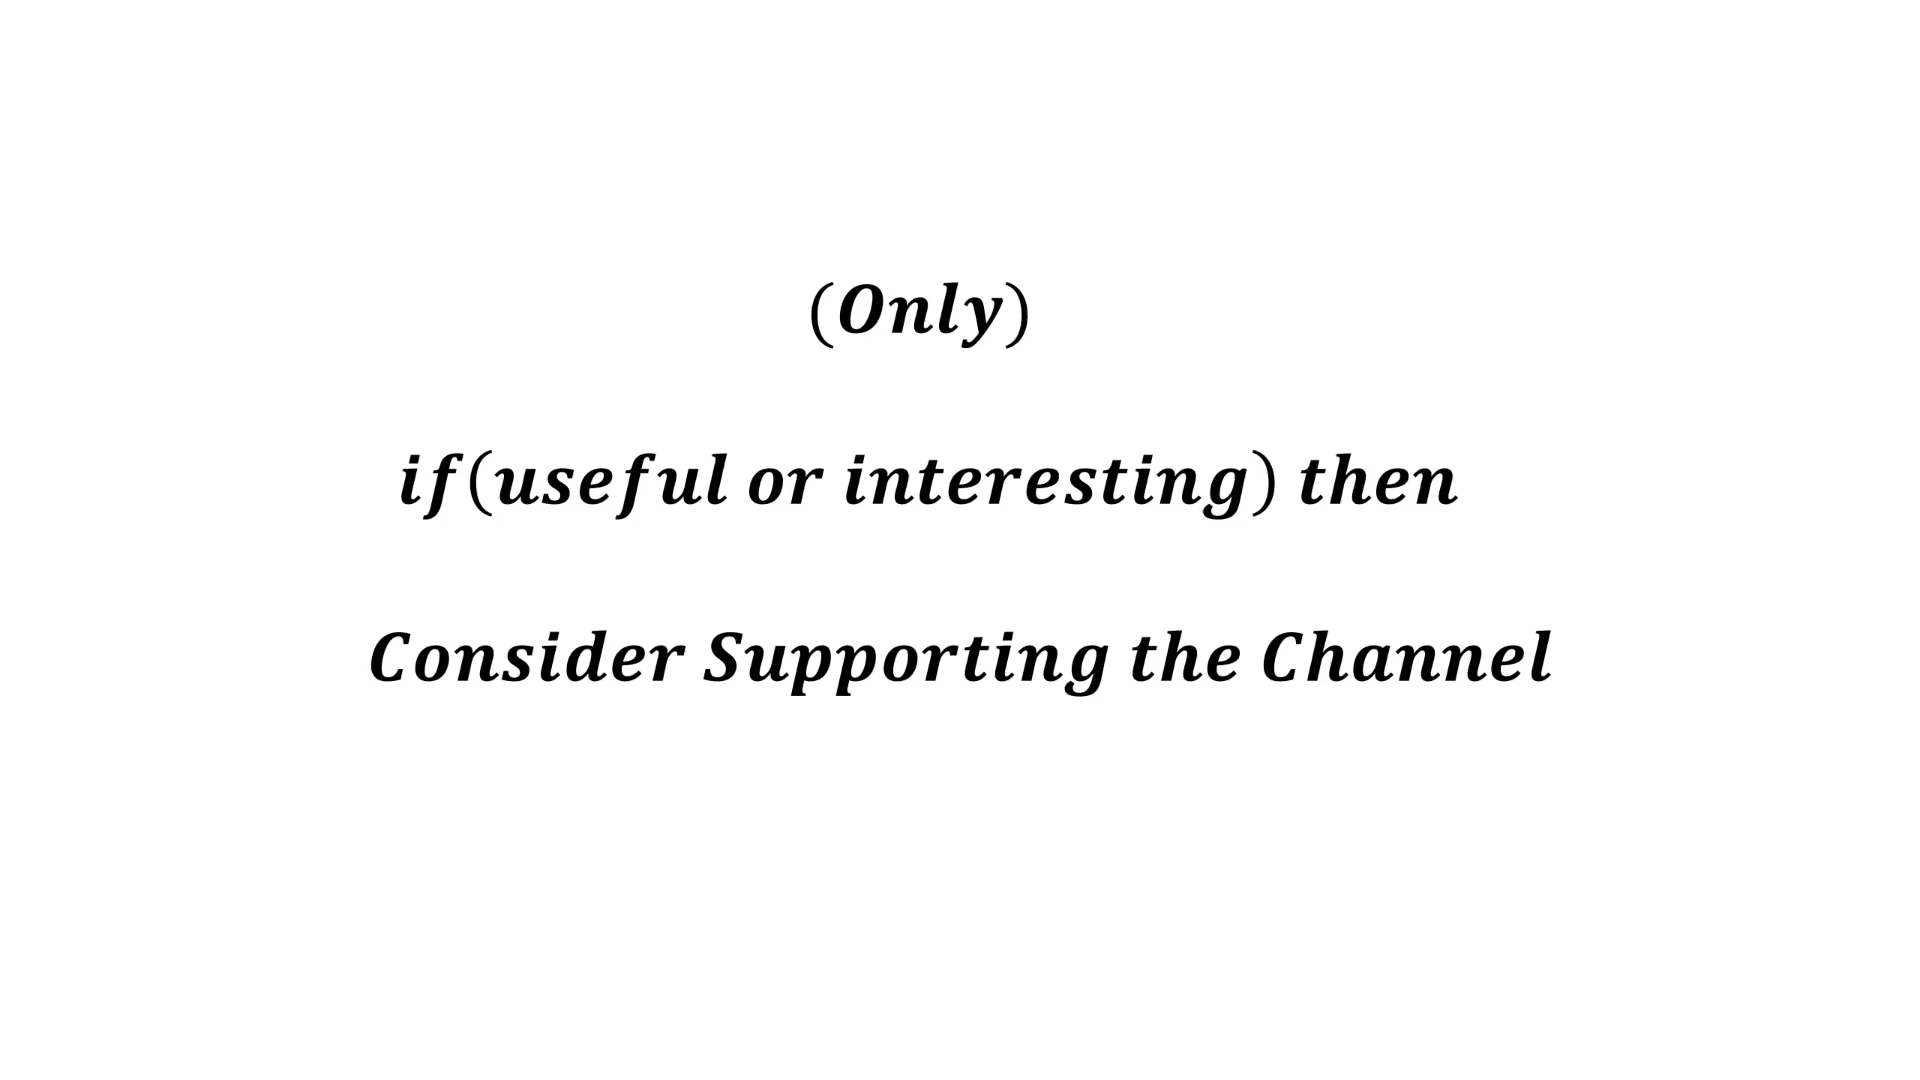 (Only)
if(useful or interesting) then
Consider Supporting the Channel